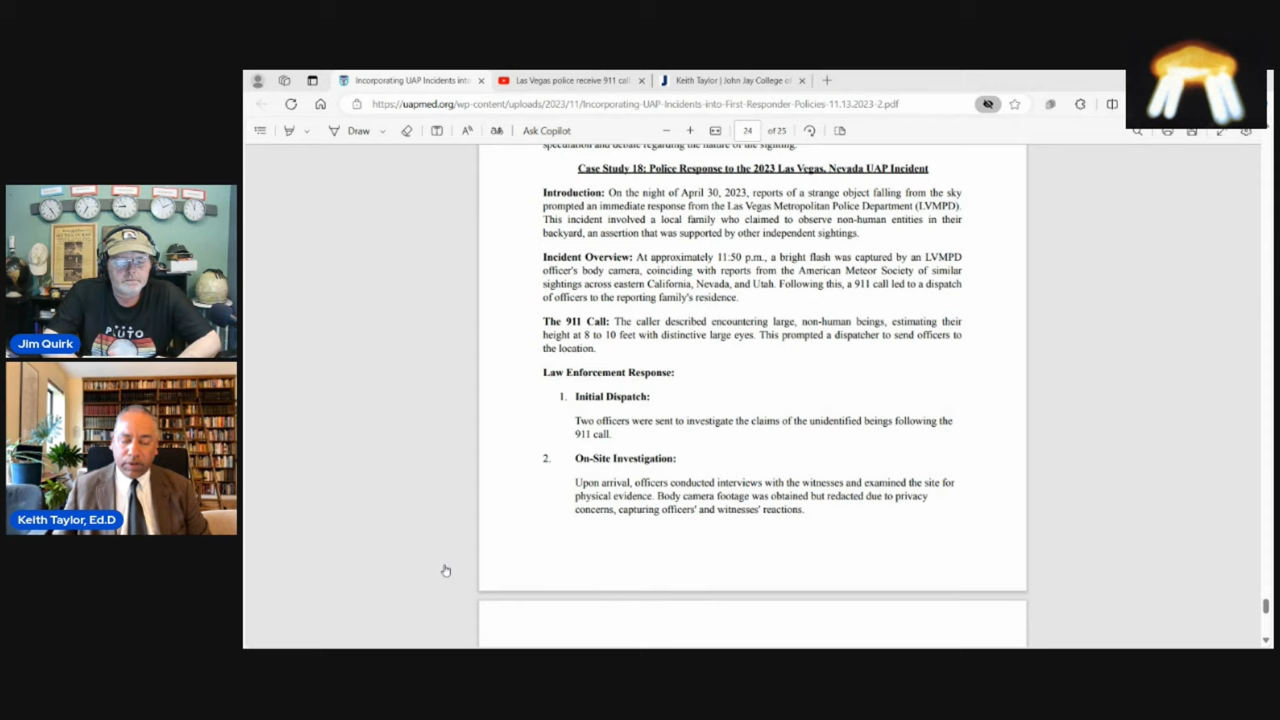 Incorporating UAP Incidents into
Las Vegas police receive 911 cal
Keith Taylor | John Jay College of
https://uapmed.org/wp-content/uploads/2023/11/Incorporating-UAP-Incidents-into-First-Responder-Policies-11.13.2023-2.pdf
Draw
Ask Copilot
24
of 25
speculation and debate regarding the nature of the sighting.
Case Study 18: Police Response to the 2023 Las Vegas, Nevada UAP Incident
Introduction: On the night of April 30, 2023, reports of a strange object falling from the sky
prompted an immediate response from the Las Vegas Metropolitan Police Department (LVMPD).
This incident involved a local family who claimed to observe non-human entities in their
backyard, an assertion that was supported by other independent sightings.
Incident Overview: At approximately 11:50 p.m., a bright flash was captured by an LVMPD
officer's body camera, coinciding with reports from the American Meteor Society of similar
sightings across eastern California, Nevada, and Utah. Following this, a 911 call led to a dispatch
of officers to the reporting family's residence.
The 911 Call: The caller described encountering large, non-human beings, estimating their
height at 8 to 10 feet with distinctive large eyes. This prompted a dispatcher to send officers to
the location.
Law Enforcement Response:
1. Initial Dispatch:
Two officers were sent to investigate the claims of the unidentified beings following the
911 call.
2. On-Site Investigation:
Upon arrival, officers conducted interviews with the witnesses and examined the site for
physical evidence. Body camera footage was obtained but redacted due to privacy
concerns, capturing officers' and witnesses' reactions.
PLUTO
Jim Quirk
Keith Taylor, Ed.D